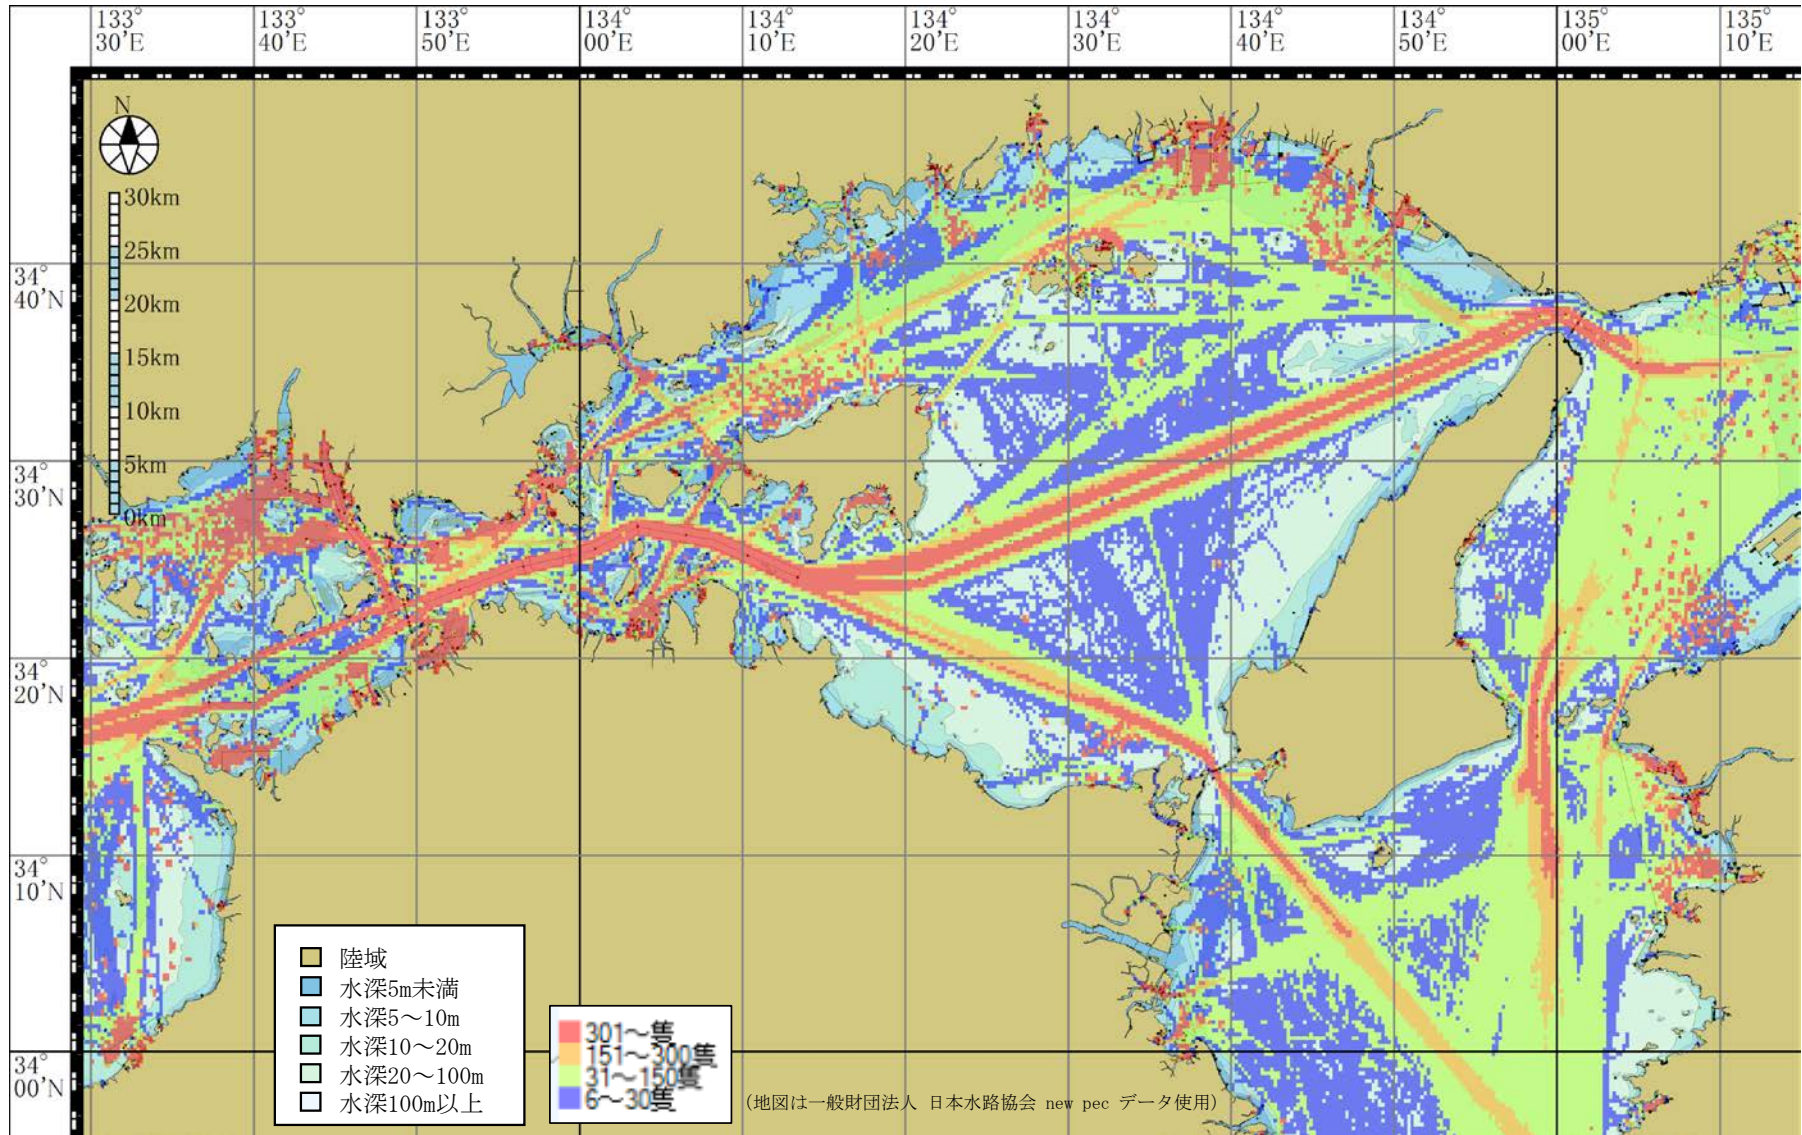 133° 133° 133° 134° 134° 134° 134° 134° 134° 135° 135°
30'E 40'E 50'E 00'E 10'E 20'E 30'E 40'E 50'E 00'E 10'E
N
30km
25km
20km
15km
10km
5km
0km
34°
40'N
34°
30'N
34°
20'N
34°
10'N
34°
00'N
陸域
水深5m未満
水深5～10m
水深10～20m
水深20～100m
水深100m以上
301～隻
151～300隻
31～150隻
6～30隻
(地図は一般財団法人 日本水路協会 new pec データ使用)